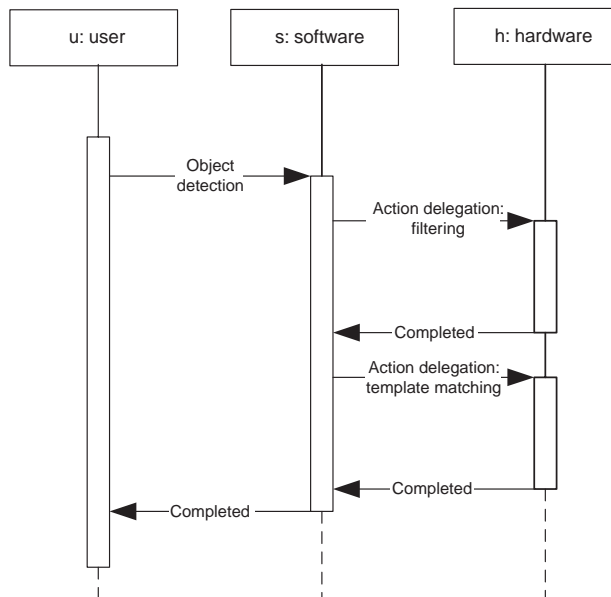 u: user
s: software
h: hardware
Object
detection
Action delegation:
filtering
Completed
Action delegation:
template matching
Completed
Completed